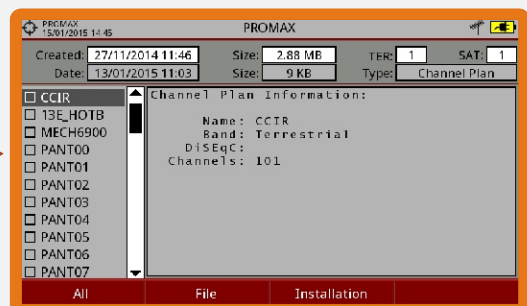 PROMAX
15/01/2015 14:45
PROMAX
Created: 27/11/2014 11:46 Size: 2.88 MB TER: 1 SAT: 1
Date: 13/01/2015 11:03 Size: 9 KB Type: Channel Plan
CCIR
13E_HOTB
MECH6900
PANT00
PANT01
PANT02
PANT03
PANT04
PANT05
PANT06
PANT07
Channel Plan Information:
Name: CCIR
Band: Terrestrial
DiSEqC:
Channels: 101
All File Installation